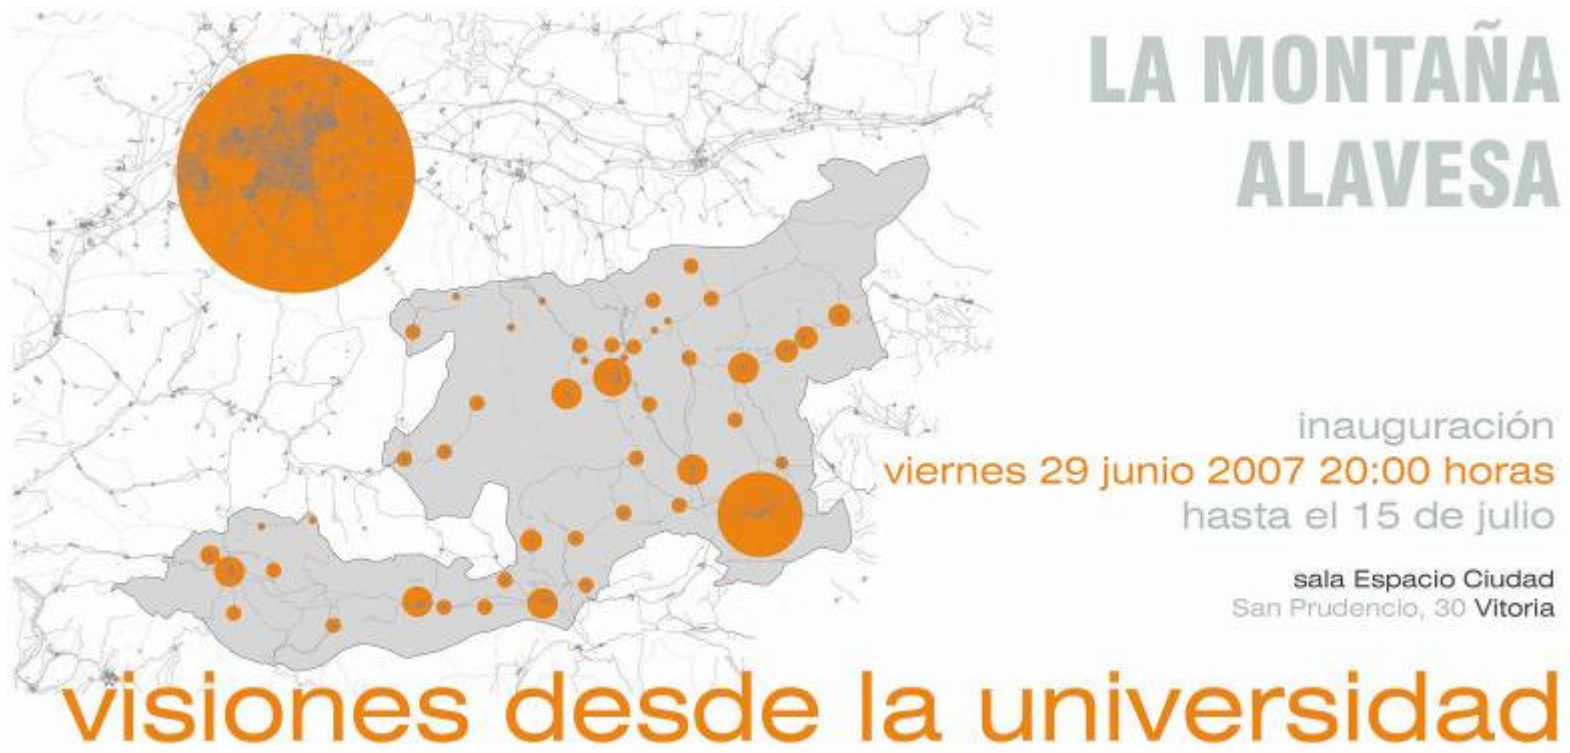 LA MONTAÑA
ALAVESA
inauguración
viernes 29 junio 2007 20:00 horas
hasta el 15 de julio
sala Espacio Ciudad
San Prudencio, 30 Vitoria
visiones desde la universidad